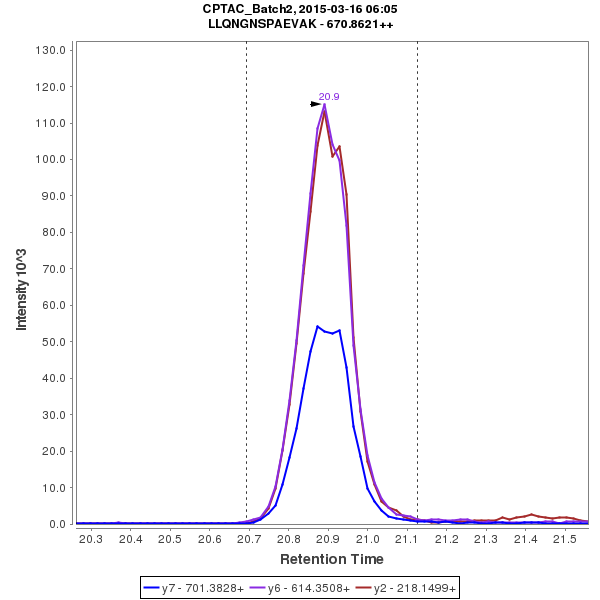 CPTAC_Batch2, 2015-03-16 06:05
LLQNGNSPAEVAK - 670.8621++
130.0
120.0
110.0
100.0
90.0
80.0
70.0
60.0
50.0
40.0
30.0
20.0
10.0
0.0
Intensity 10^3
20.9
20.3 20.4 20.5 20.6 20.7 20.8 20.9 21.0 21.1 21.2 21.3 21.4 21.5
Retention Time
y7 - 701.3828+ y6 - 614.3508+ y2 - 218.1499+